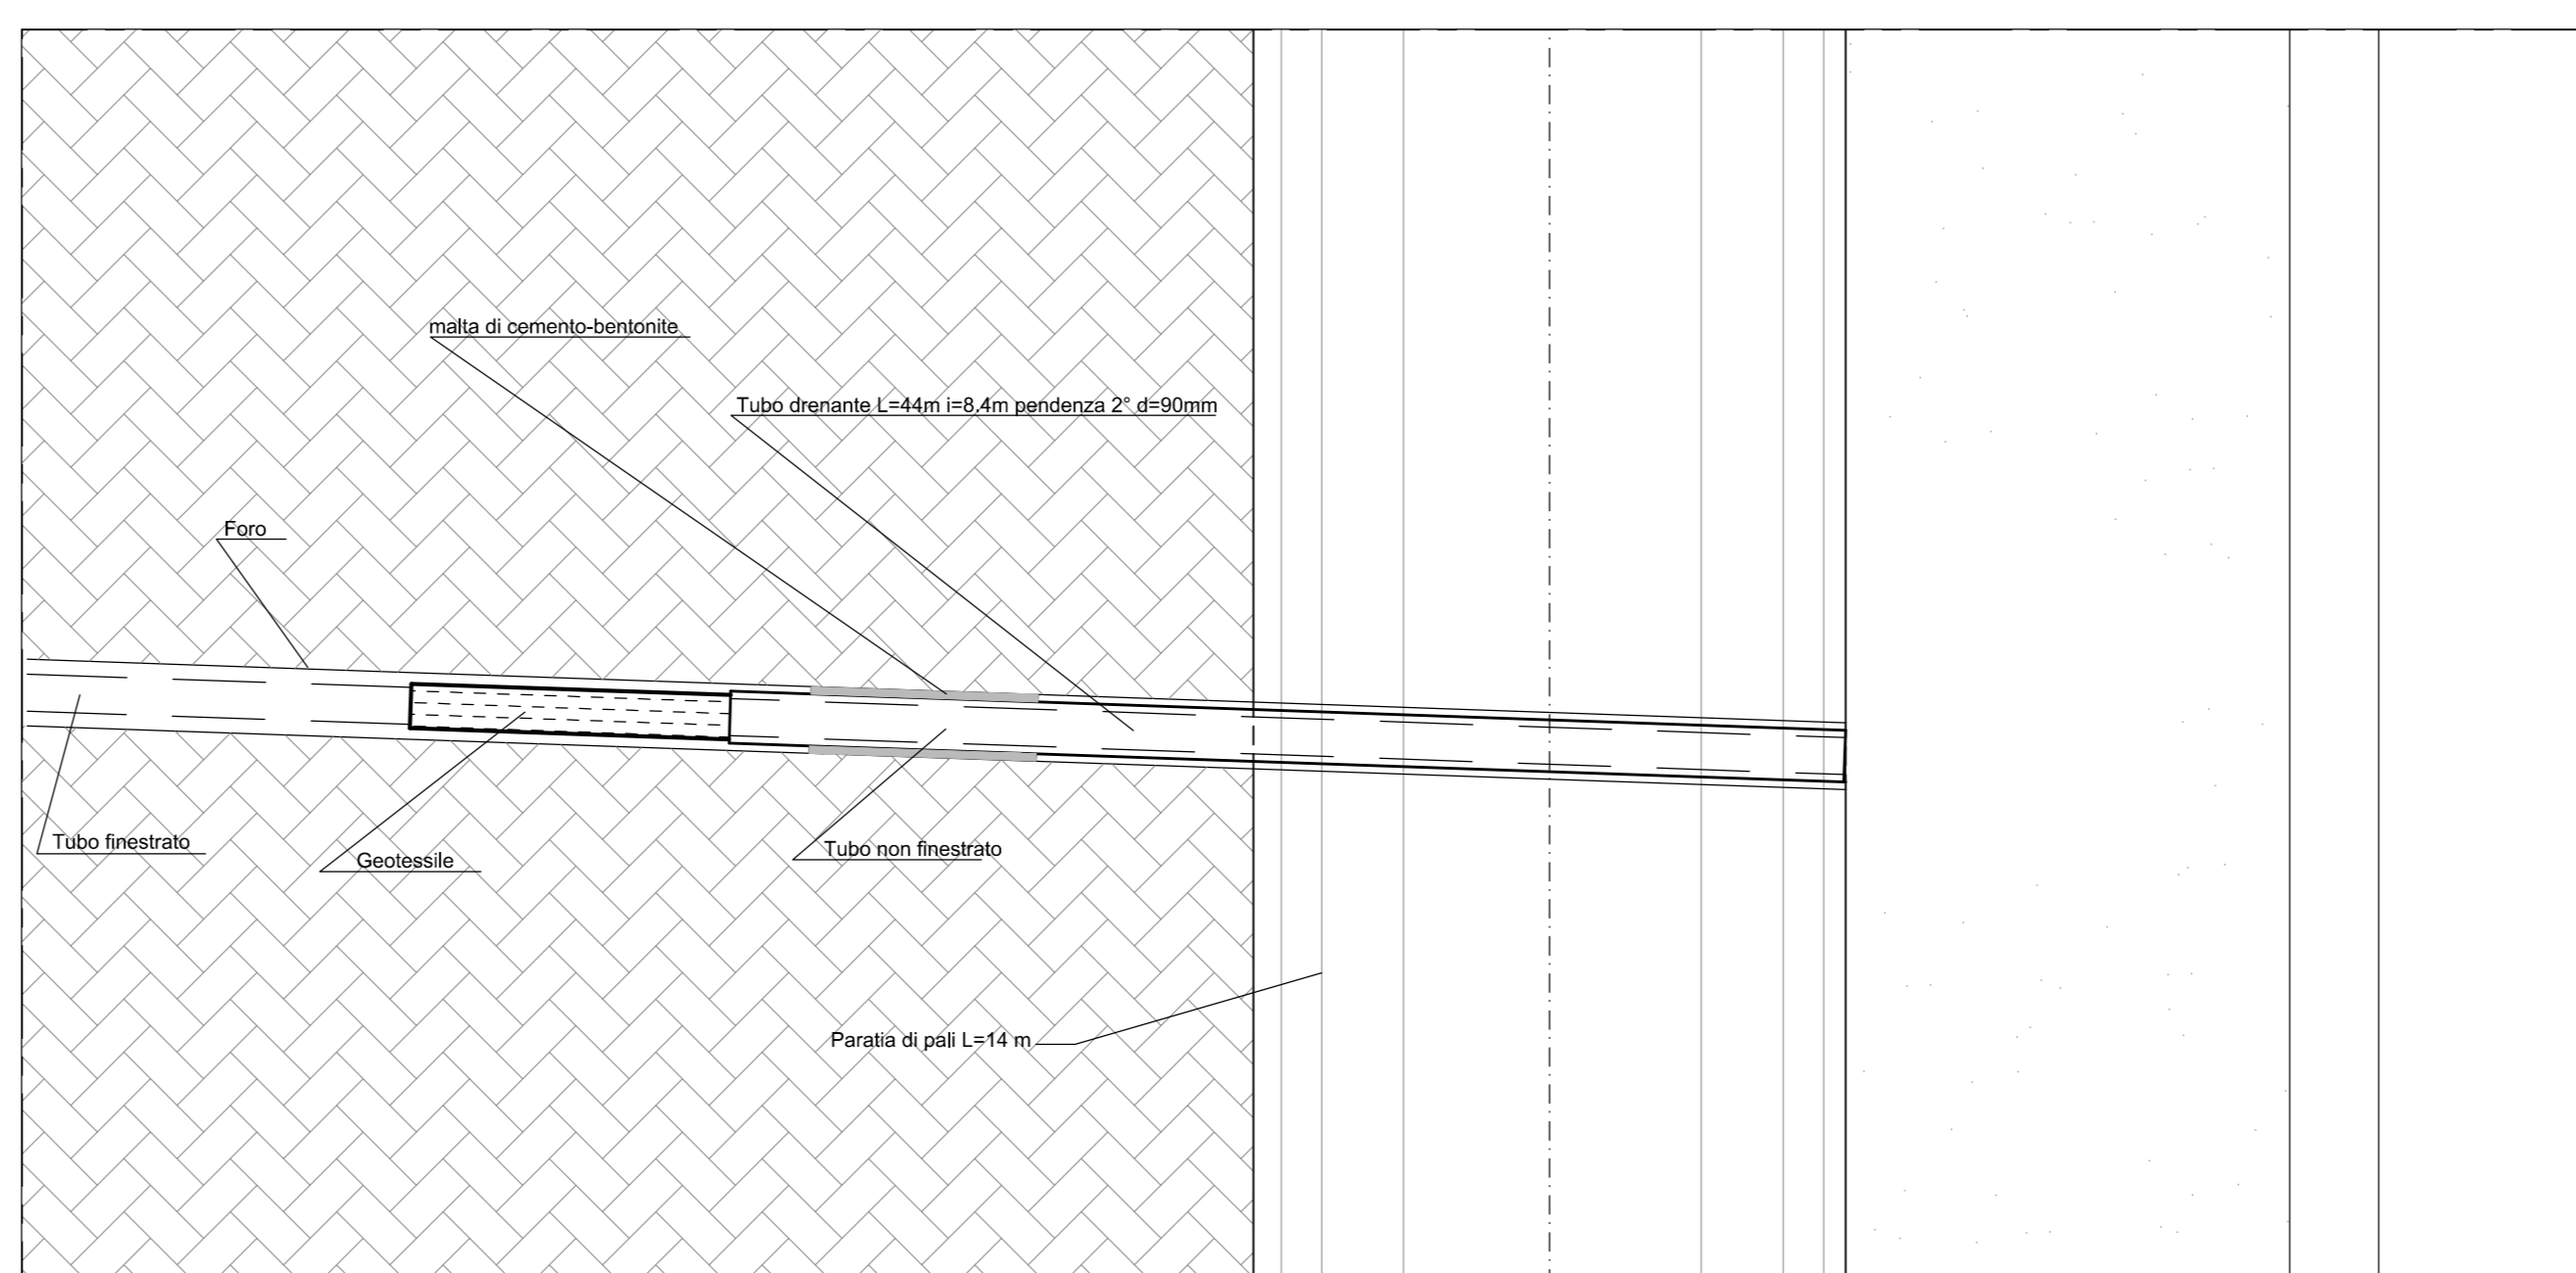 malta di cemento-bentonite
Tubo drenante L=44m i=8.4m pendenza 2° d=90mm
Foro
Tubo finestrato
Geotessile
Tubo non finestrato
Paratia di pali L=14 m